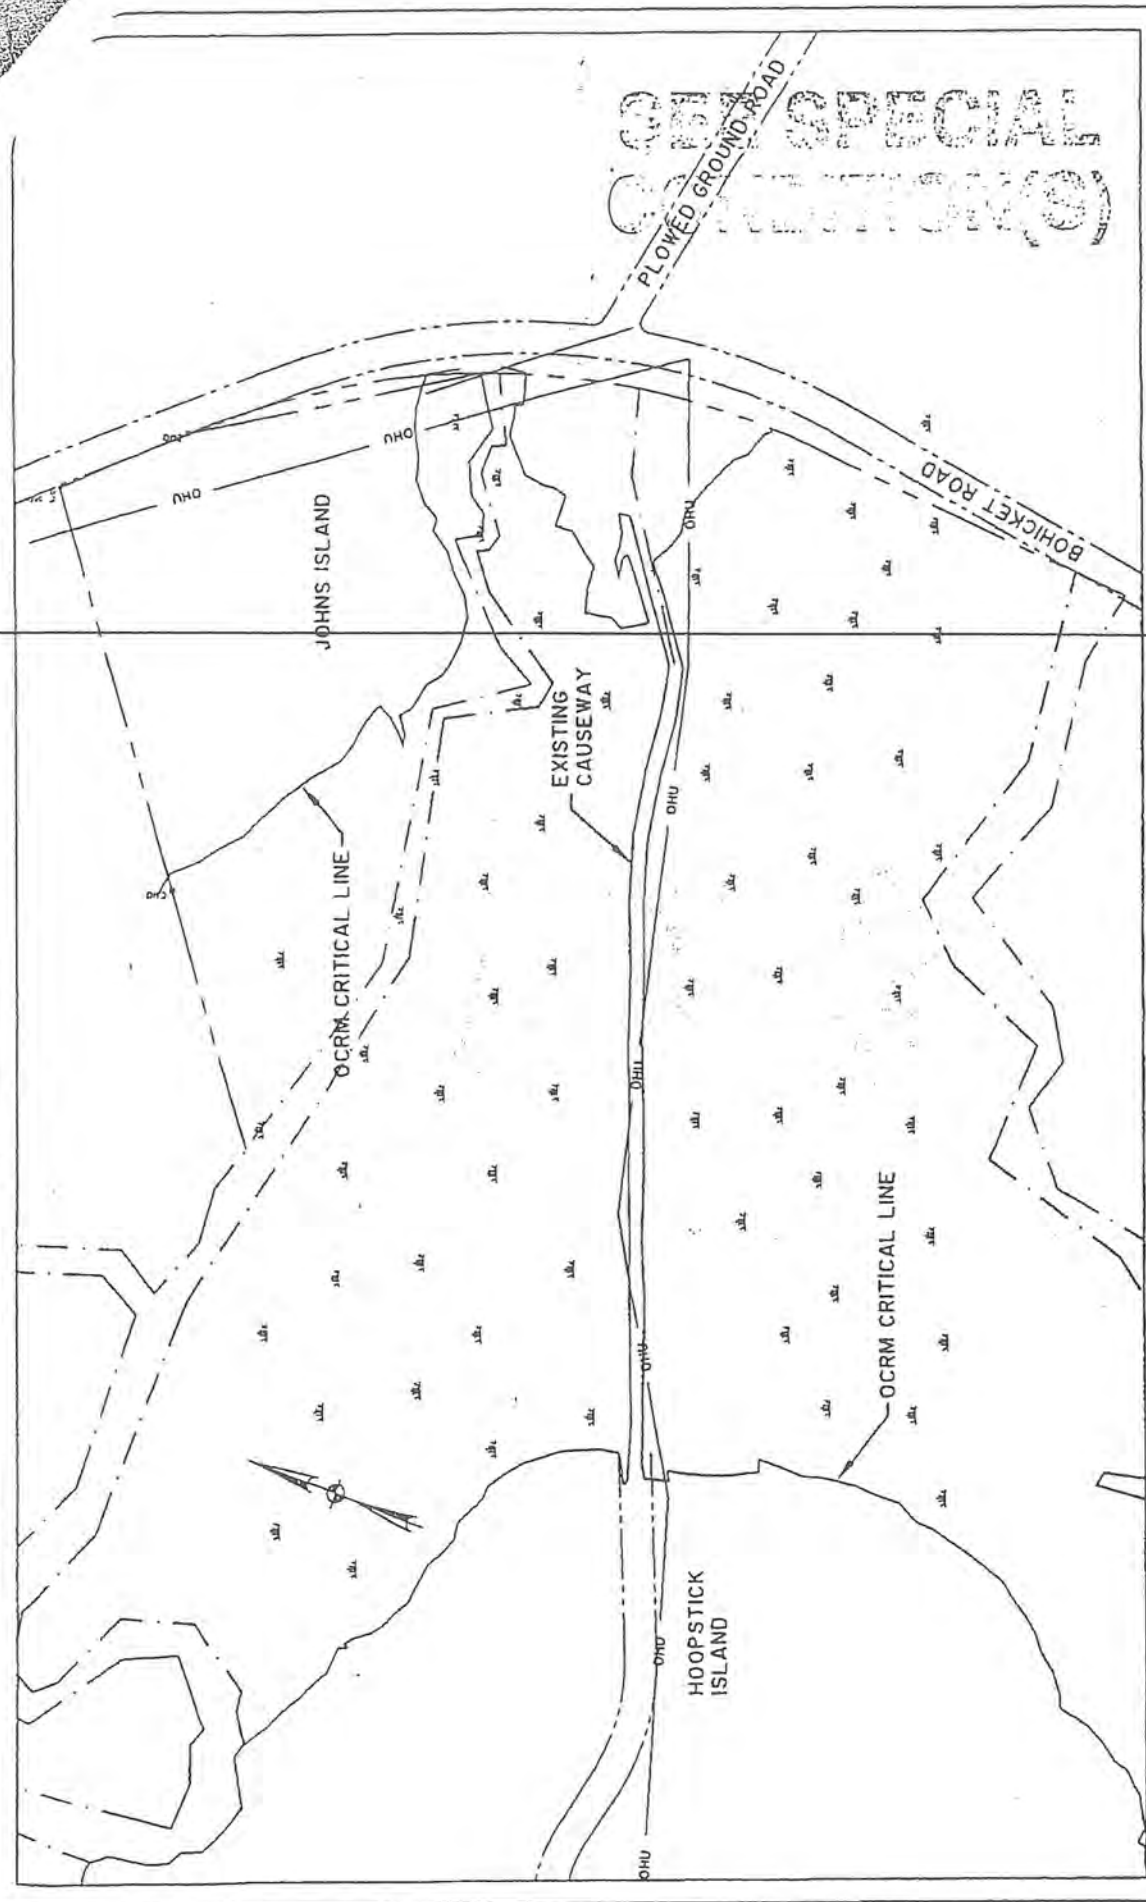 SEE SPECIAL
CONDITION(S)
PLOWED GROUND ROAD
BOHICKET ROAD
OHU
OHU
JOHNS ISLAND
OHU
EXISTING
CAUSEWAY
OHU
OCRM CRITICAL LINE
OHU
OHU
OCRM CRITICAL LINE
HOOPSTICK
ISLAND
OHU
OHU